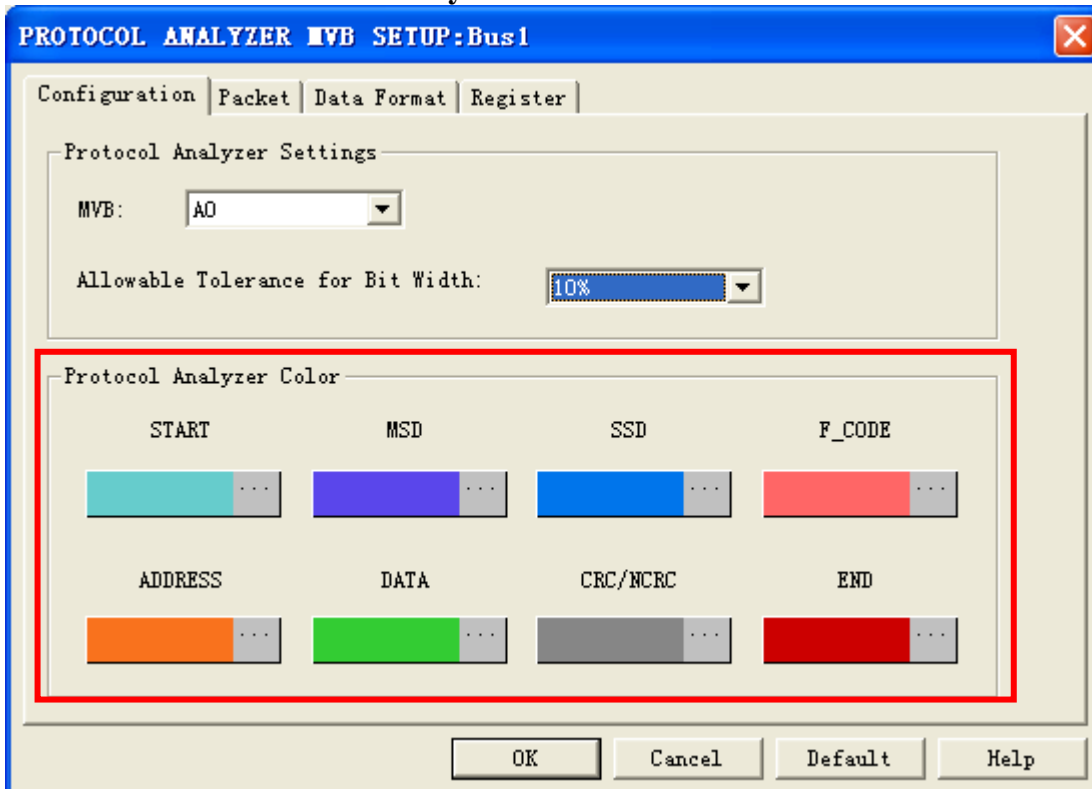 PROTOCOL ANALYZER MVB SETUP:Bus1
Configuration Packet Data Format Register
Protocol Analyzer Settings
MVB: A0
Allowable Tolerance for Bit Width: 10%
Protocol Analyzer Color
START MSD SSD F_CODE
... ... ... ...
ADDRESS DATA CRC/NCRC END
... ... ... ...
OK Cancel Default Help